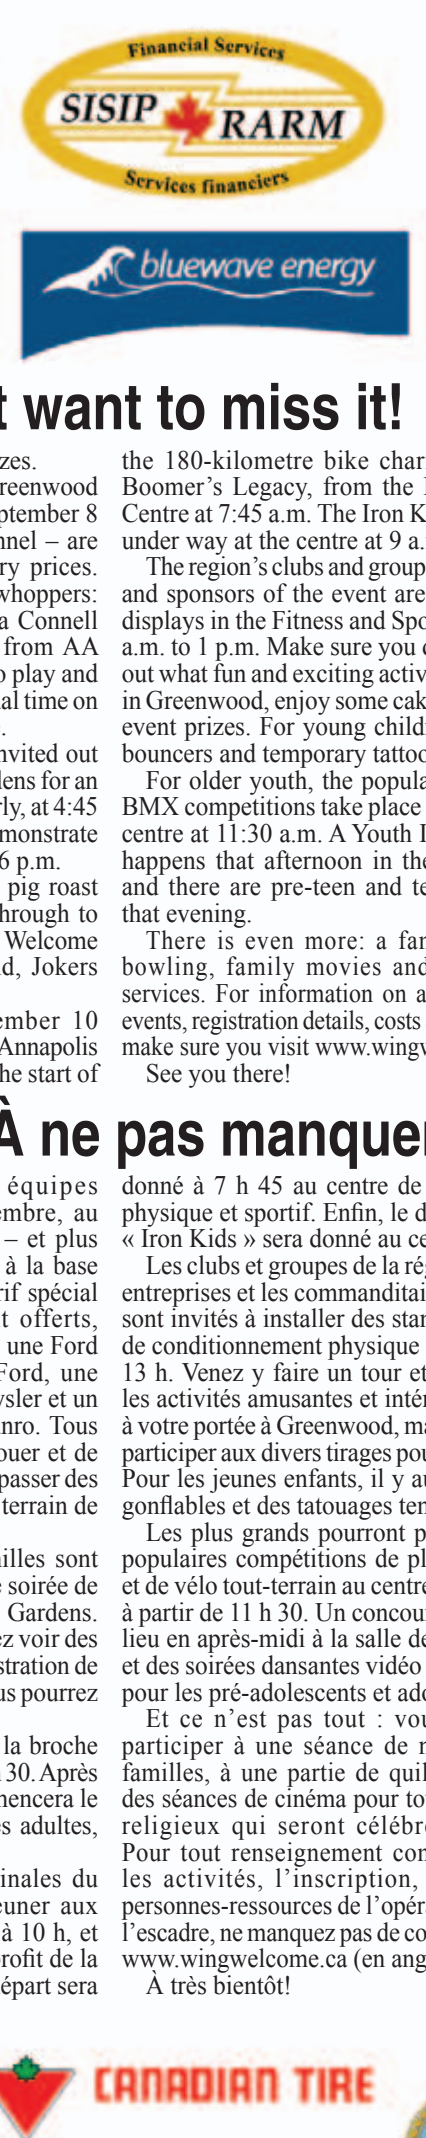 Financial Services
SISIP RARM
Services financiers
bluewave energy
want to miss it!
zes.
reenwood
ptember 8
nnel – are
ry prices.
whoppers:
a Connell
from AA
o play and
al time on
.
nvited out
lens for an
rly, at 4:45
monstrate
6 p.m.
pig roast
hrough to
Welcome
d, Jokers
ember 10
Annapolis
he start of
the 180-kilometre bike chari
Boomer’s Legacy, from the
Centre at 7:45 a.m. The Iron K
under way at the centre at 9 a.
The region’s clubs and group
and sponsors of the event are
displays in the Fitness and Spo
a.m. to 1 p.m. Make sure you
out what fun and exciting activ
in Greenwood, enjoy some cak
event prizes. For young child
bouncers and temporary tattoo
For older youth, the popula
BMX competitions take place
centre at 11:30 a.m. A Youth I
happens that afternoon in the
and there are pre-teen and te
that evening.
There is even more: a fam
bowling, family movies and
services. For information on a
events, registration details, costs
make sure you visit www.wingw
See you there!
À ne pas manquer
équipes
embre, au
– et plus
à la base
rif spécial
t offerts,
une Ford
Ford, une
ysler et un
nro. Tous
ouer et de
passer des
terrain de
illes sont
e soirée de
Gardens.
ez voir des
stration de
us pourrez
la broche
30. Après
mencera le
es adultes,
inales du
euner aux
à 10 h, et
rofit de la
épart sera
donné à 7 h 45 au centre de
physique et sportif. Enfin, le d
« Iron Kids » sera donné au ce
Les clubs et groupes de la rég
entreprises et les commanditai
sont invités à installer des stan
de conditionnement physique
13 h. Venez y faire un tour et
les activités amusantes et intér
à votre portée à Greenwood, ma
participer aux divers tirages pou
Pour les jeunes enfants, il y au
gonflables et des tatouages tem
Les plus grands pourront p
populaires compétitions de pl
et de vélo tout-terrain au centre
à partir de 11 h 30. Un concou
lieu en après-midi à la salle de
et des soirées dansantes vidéo
pour les pré-adolescents et ado
Et ce n’est pas tout : vou
participer à une séance de n
familles, à une partie de quil
des séances de cinéma pour tou
religieux qui seront célébre
Pour tout renseignement con
les activités, l’inscription,
personnes-ressources de l’opéra
l’escadre, ne manquez pas de co
www.wingwelcome.ca (en ang
À très bientôt!
CANADIAN TIRE